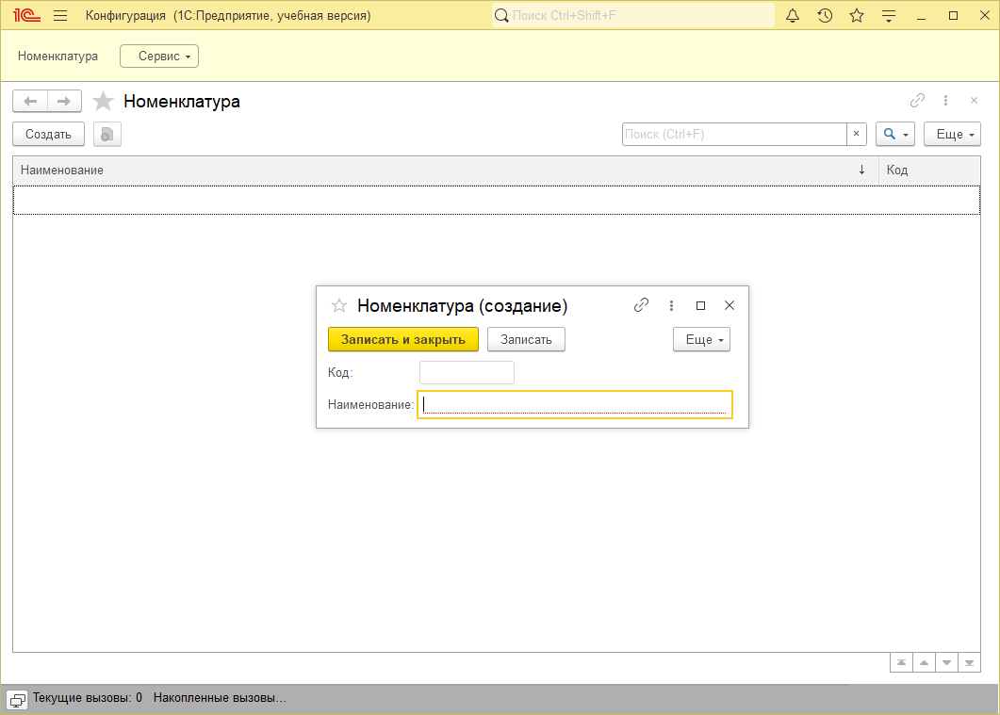 1С Конфигурация (1С:Предприятие, учебная версия) Поиск Ctrl+Shift+F
Номенклатура Сервис
Номенклатура
Создать Поиск (Ctrl+F) × Еще
Наименование ↓ Код
Номенклатура (создание)
Записать и закрыть Записать Еще
Код:
Наименование:
Текущие вызовы: 0 Накопленные вызовы...